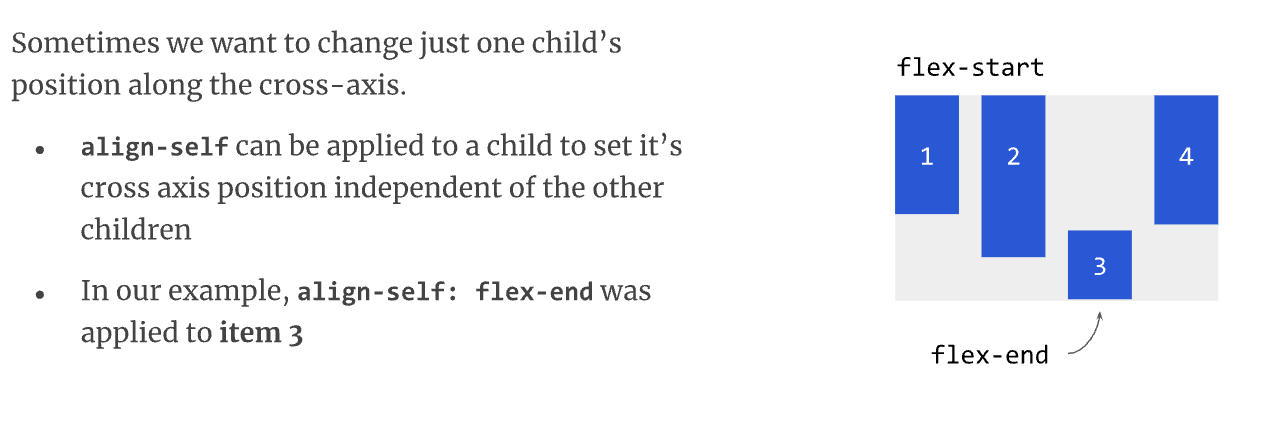 Sometimes we want to change just one child’s
position along the cross-axis.
● align-self can be applied to a child to set it’s
cross axis position independent of the other
children
● In our example, align-self: flex-end was
applied to item 3
flex-start
1 2 4
3
flex-end